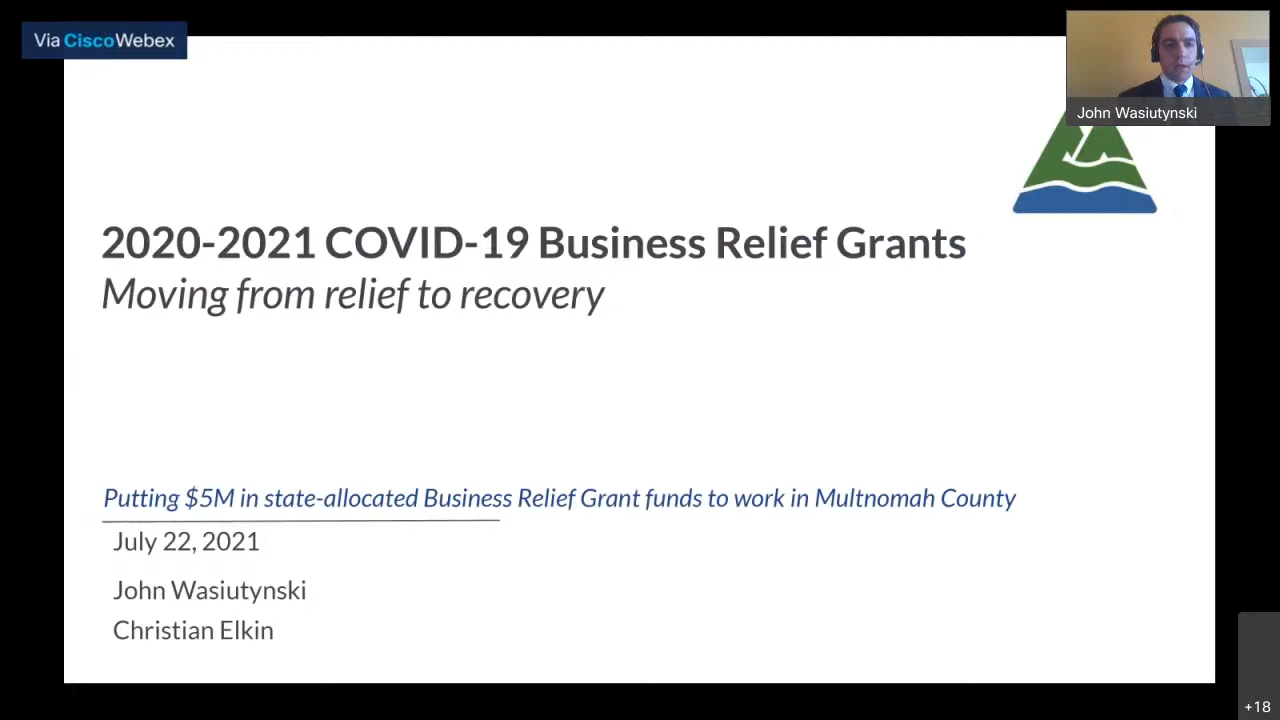 Via CiscoWebex
John Wasiutynski
2020-2021 COVID-19 Business Relief Grants
Moving from relief to recovery
Putting $5M in state-allocated Business Relief Grant funds to work in Multnomah County
July 22, 2021
John Wasiutynski
Christian Elkin
+18